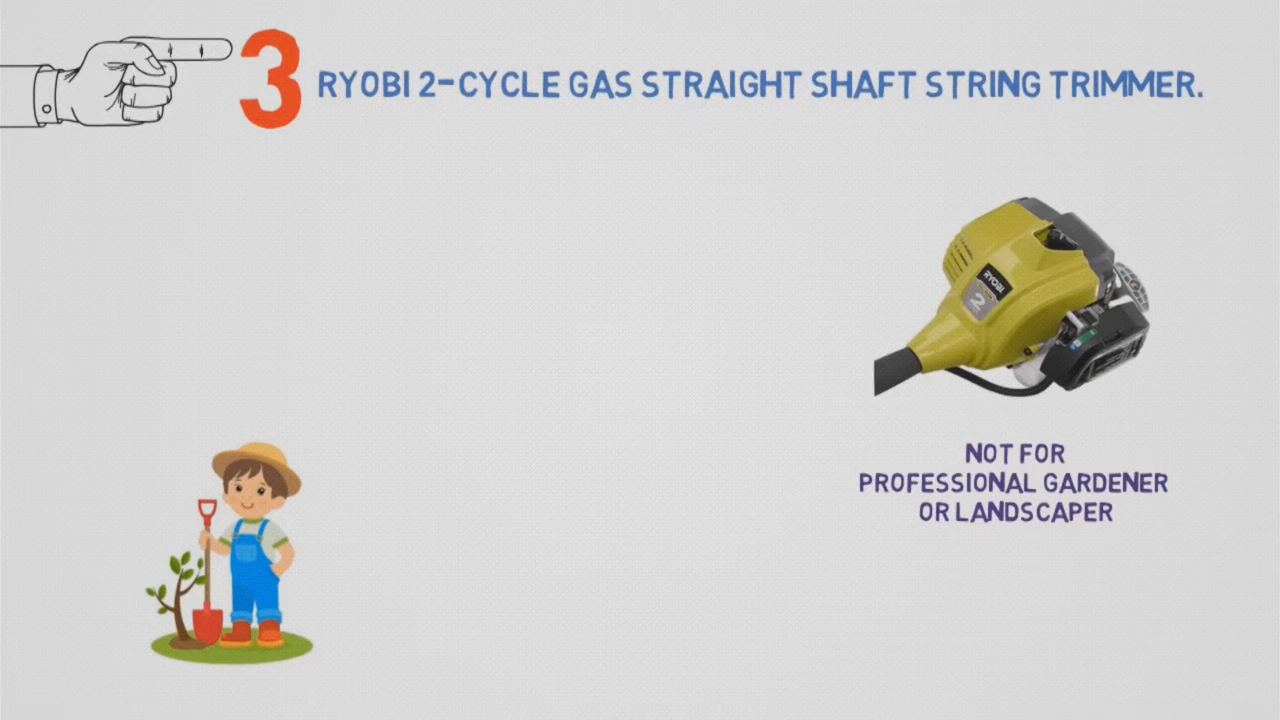 3 RYOBI 2-CYCLE GAS STRAIGHT SHAFT STRING TRIMMER.
RYOBI
2
NOT FOR
PROFESSIONAL GARDENER
OR LANDSCAPER